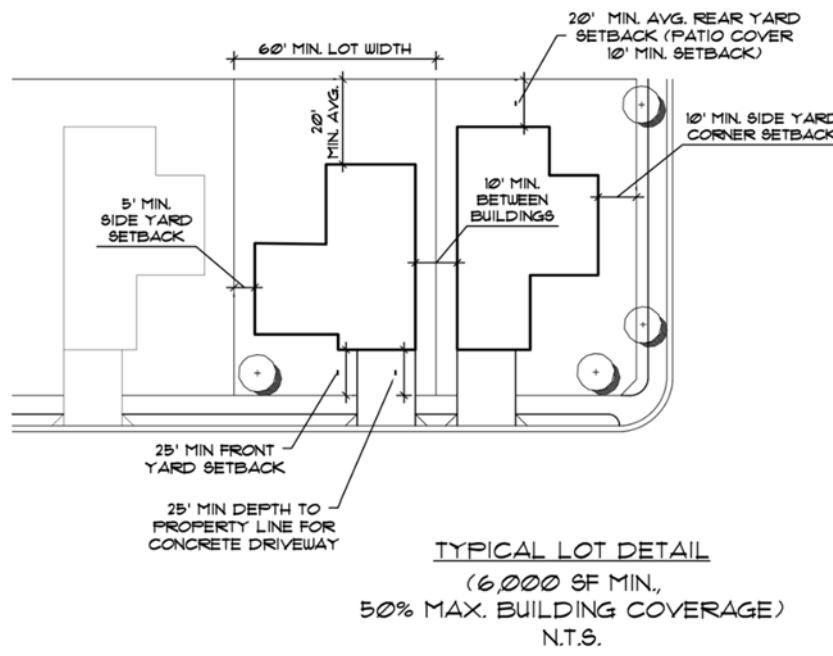 20' MIN. AVG. REAR YARD
SETBACK (PATIO COVER
10' MIN. SETBACK)
60' MIN. LOT WIDTH
20'
MIN. AVG.
10' MIN. SIDE YARD
CORNER SETBACK
5' MIN.
SIDE YARD
SETBACK
10' MIN.
BETWEEN
BUILDINGS
25' MIN FRONT
YARD SETBACK
25' MIN DEPTH TO
PROPERTY LINE FOR
CONCRETE DRIVEWAY
TYPICAL LOT DETAIL
(6,000 SF MIN.,
50% MAX. BUILDING COVERAGE)
N.T.S.